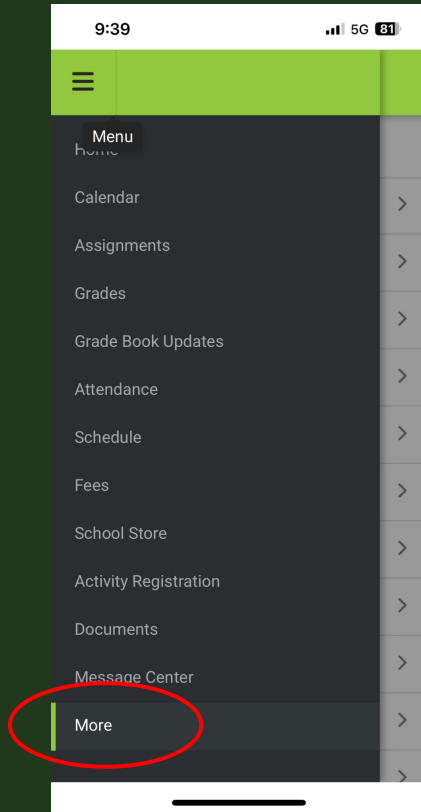 9:39
5G 81
Menu
Home
Calendar
Assignments
Grades
Grade Book Updates
Attendance
Schedule
Fees
School Store
Activity Registration
Documents
Message Center
More